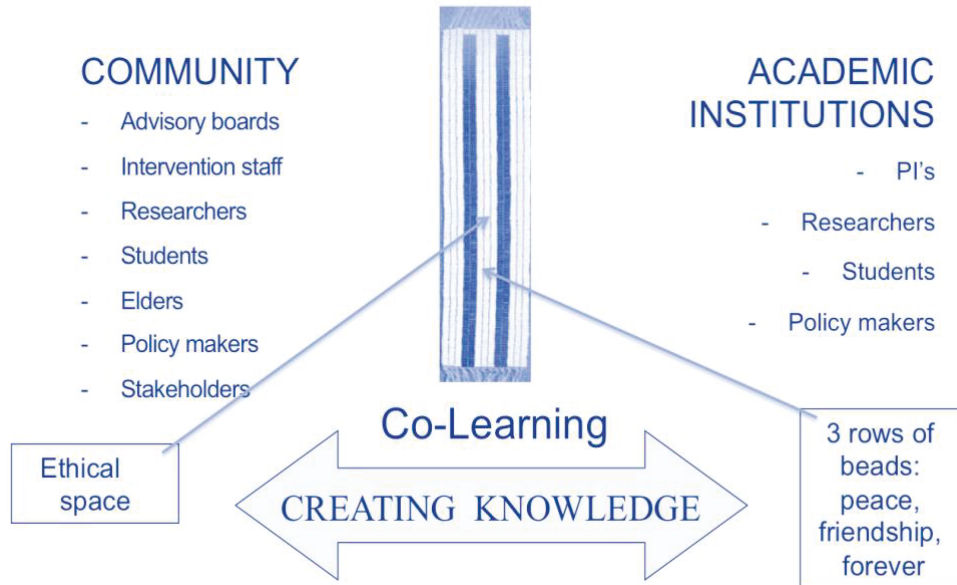 COMMUNITY
- Advisory boards
- Intervention staff
- Researchers
- Students
- Elders
- Policy makers
- Stakeholders
ACADEMIC
INSTITUTIONS
- PI's
- Researchers
- Students
- Policy makers
Co-Learning
CREATING KNOWLEDGE
Ethical
space
3 rows of
beads:
peace,
friendship,
forever